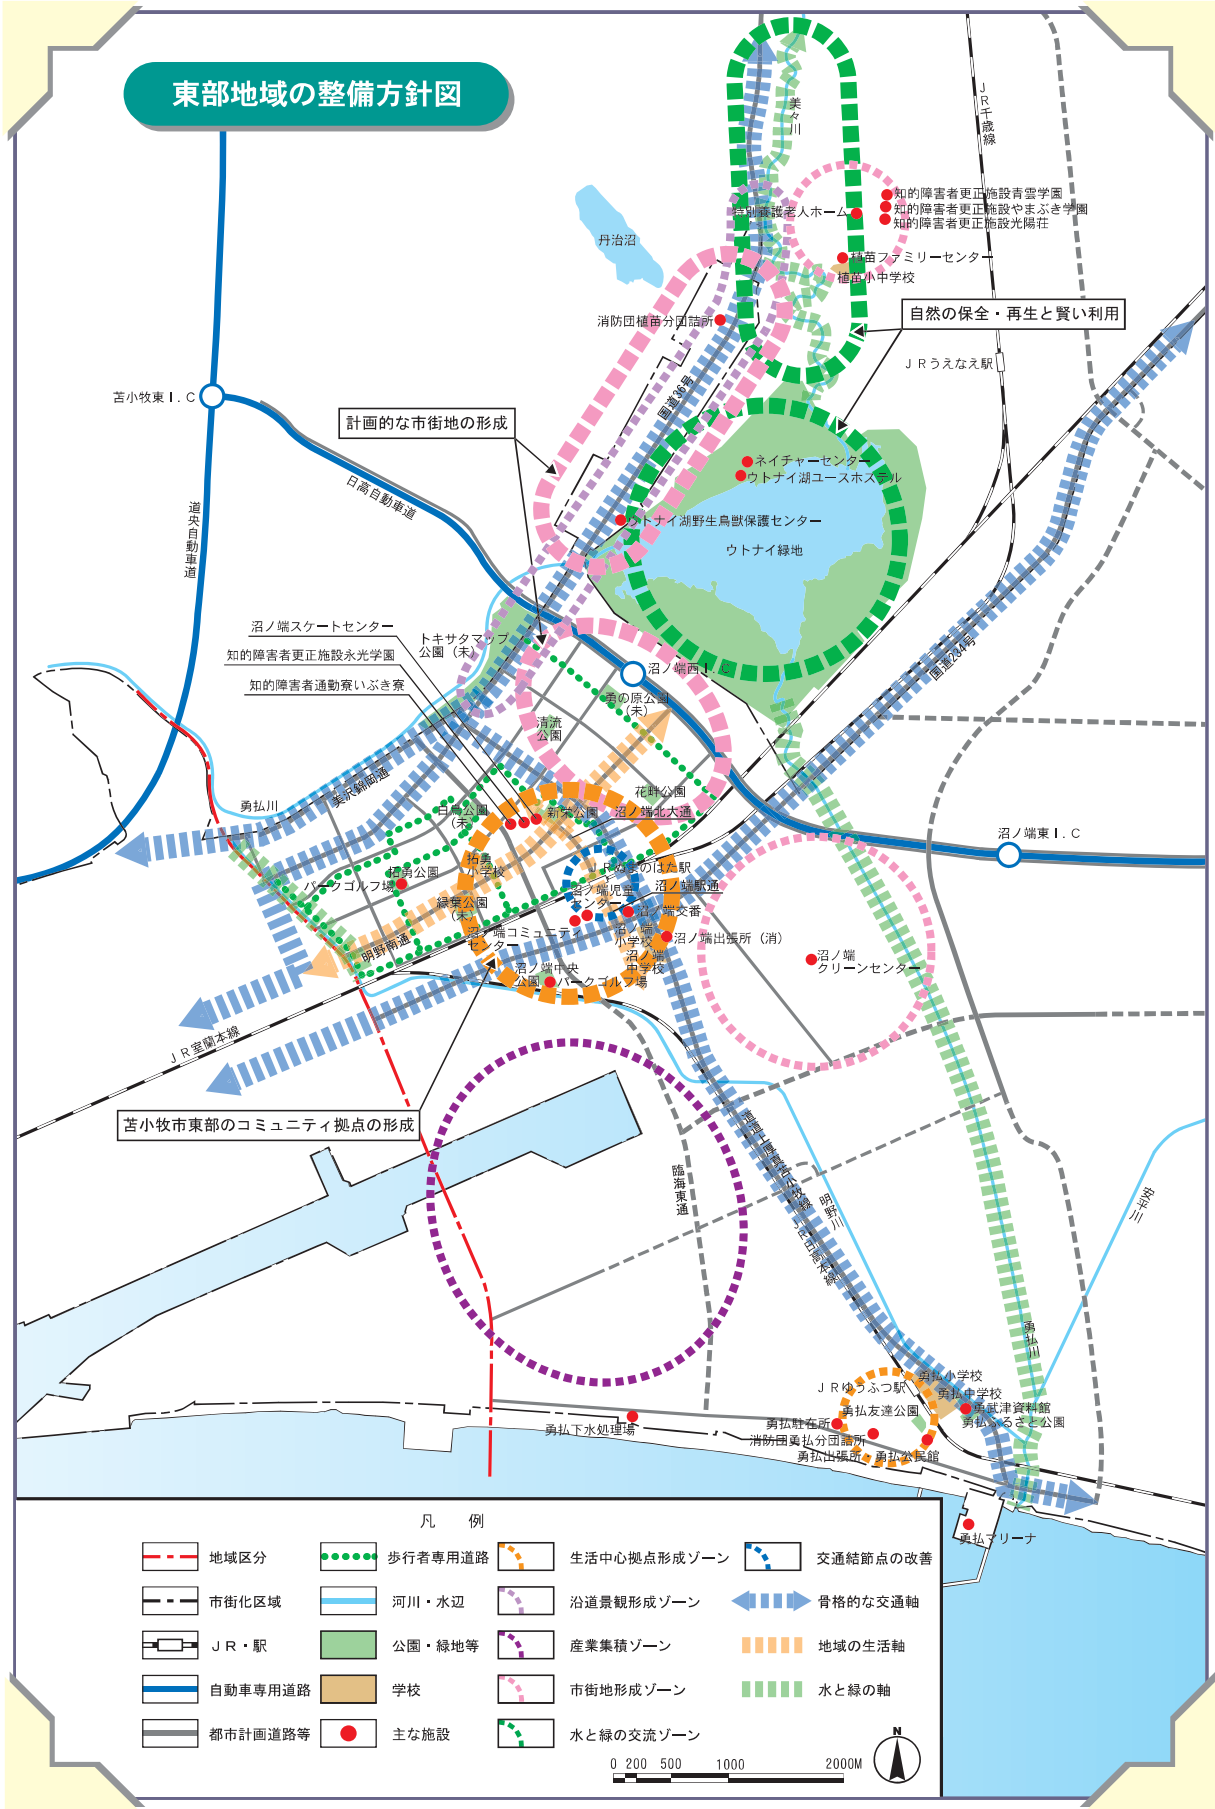 東部地域の整備方針図
JR千歳線
美々川
知的障害者更正施設青雲学園
知的障害者更正施設やまぶき学園
知的障害者更正施設光陽荘
特別養護老人ホーム
丹治沼
植苗ファミリーセンター
植苗小中学校
自然の保全・再生と賢い利用
消防団植苗分団詰所
JRうえなえ駅
国道36号
苫小牧東I.C
計画的な市街地の形成
日高自動車道
道央自動車道
ネイチャーセンター
ウトナイ湖ユースホステル
ウトナイ湖野生鳥獣保護センター
ウトナイ緑地
沼ノ端スケートセンター
トキサタマップ
公園(未)
知的障害者更正施設永光学園
知的障害者通動寮いぶき寮
沼ノ端西I.C
国道234号
勇の原公園
(未)
清流
公園
美沢錦岡通
勇払川
花畔公園
白鳥公園
(未)
新栄公園
沼ノ端北大通
沼ノ端東I.C
拓勇
小学校
JRぬまのはた駅
拓勇公園
パークゴルフ場
沼ノ端児童
センター
沼ノ端駅通
緑葉公園
(未)
沼ノ端交番
沼ノ端コミュニティ
センター
沼ノ端
小学校
沼ノ端出張所(消)
明野南通
沼ノ端
中学校
沼ノ端
クリーンセンター
沼ノ端中央
公園
パークゴルフ場
JR室蘭本線
苫小牧市東部のコミュニティ拠点の形成
道道上厚真苫小牧線
JR日高本線
臨海東通
明野川
安平川
勇払川
勇払小学校
JRゆうふつ駅
勇払中学校
勇武津資料館
勇払ふるさと公園
勇払友達公園
勇払駐在所
勇払下水処理場
消防団勇払分団詰所
勇払出張所
勇払公民館
勇払マリーナ
凡 例
地域区分
歩行者専用道路
生活中心拠点形成ゾーン
交通結節点の改善
市街化区域
河川・水辺
沿道景観形成ゾーン
骨格的な交通軸
JR・駅
公園・緑地等
産業集積ゾーン
地域の生活軸
自動車専用道路
学校
市街地形成ゾーン
水と緑の軸
都市計画道路等
主な施設
水と緑の交流ゾーン
N
0 200 500 1000 2000M